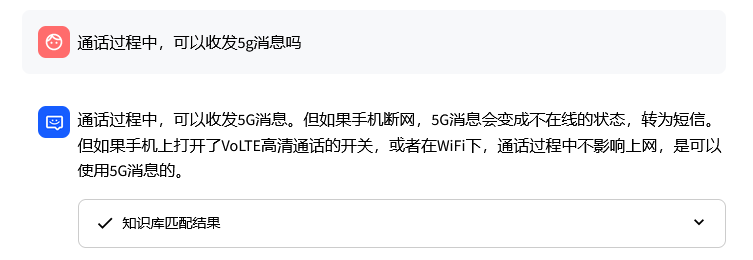 通话过程中，可以收发5g消息吗
通话过程中，可以收发5G消息。但如果手机断网，5G消息会变成不在线的状态，转为短信。
但如果手机上打开了VoLTE高清通话的开关，或者在WiFi下，通话过程中不影响上网，是可以
使用5G消息的。
知识库匹配结果